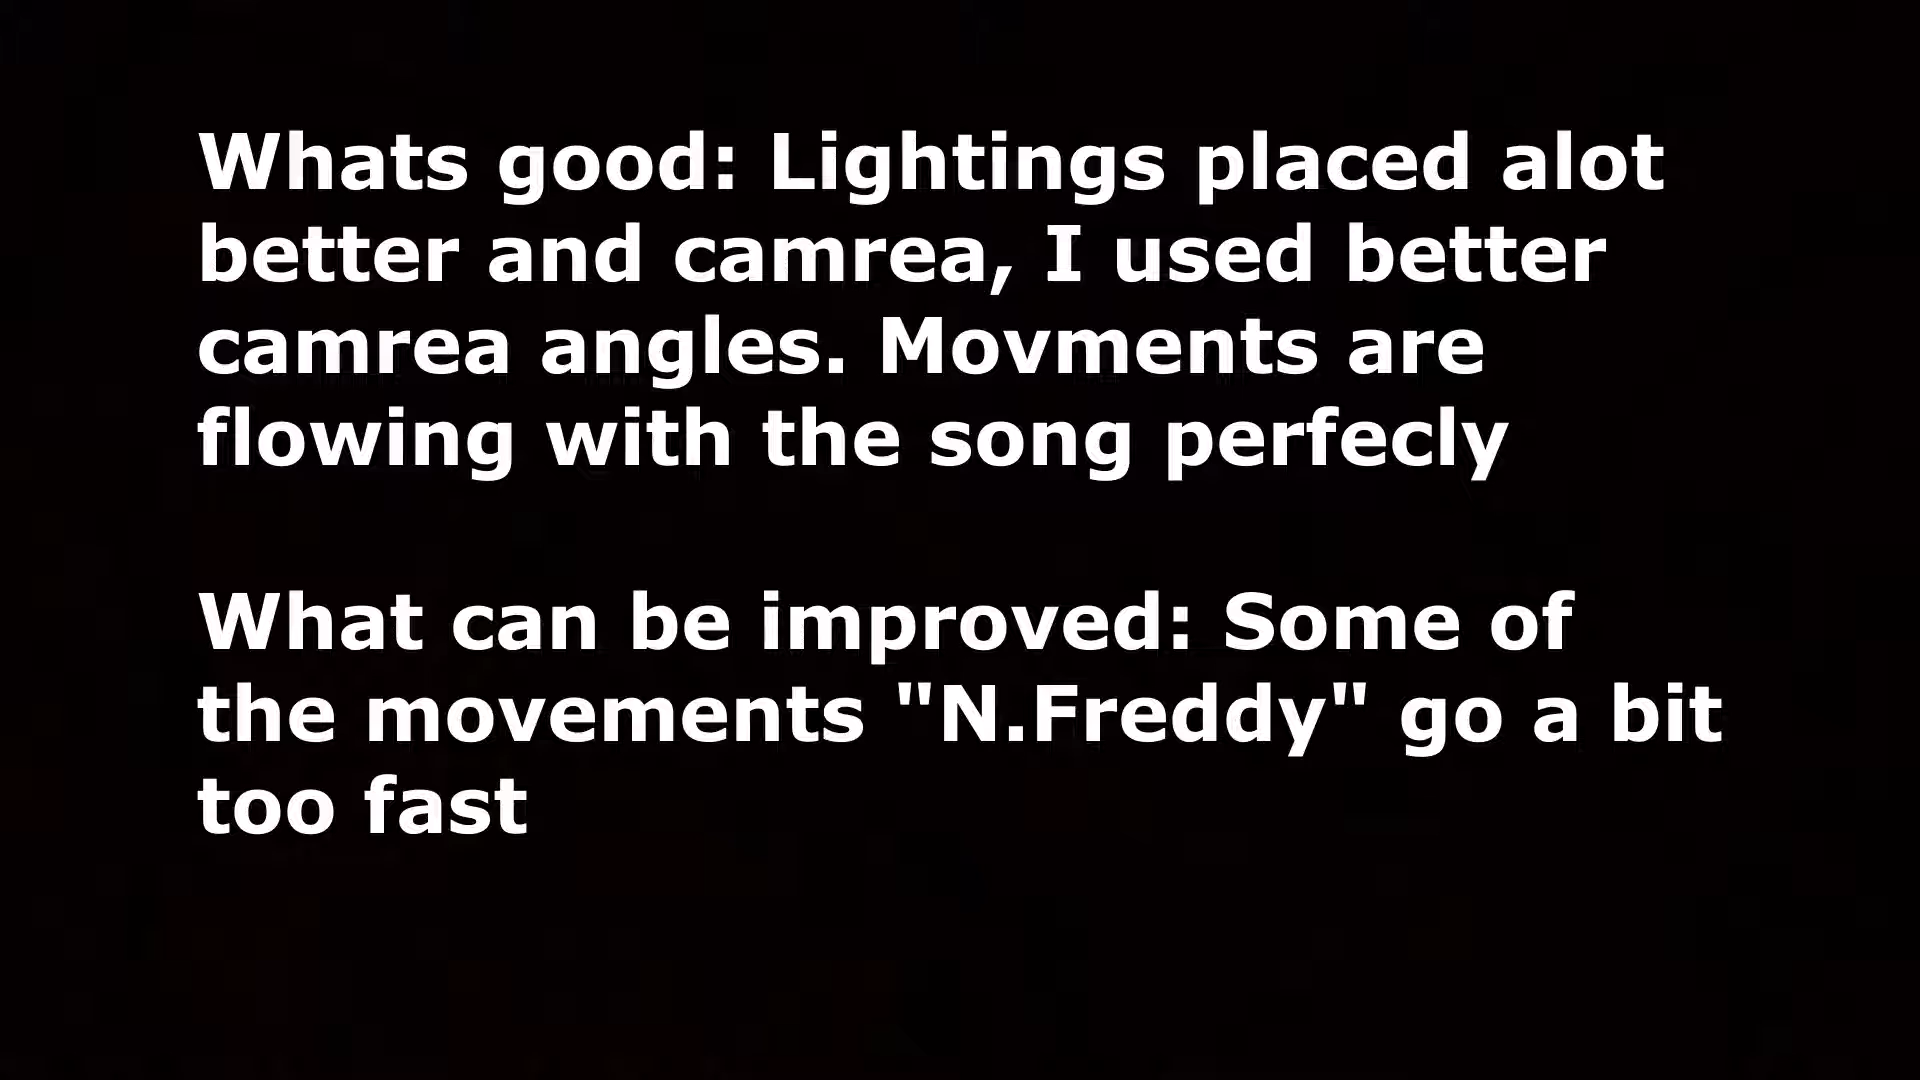 Whats good: Lightings placed alot
better and camrea, I used better
camrea angles. Movments are
flowing with the song perfecly
What can be improved: Some of
the movements "N.Freddy" go a bit
too fast